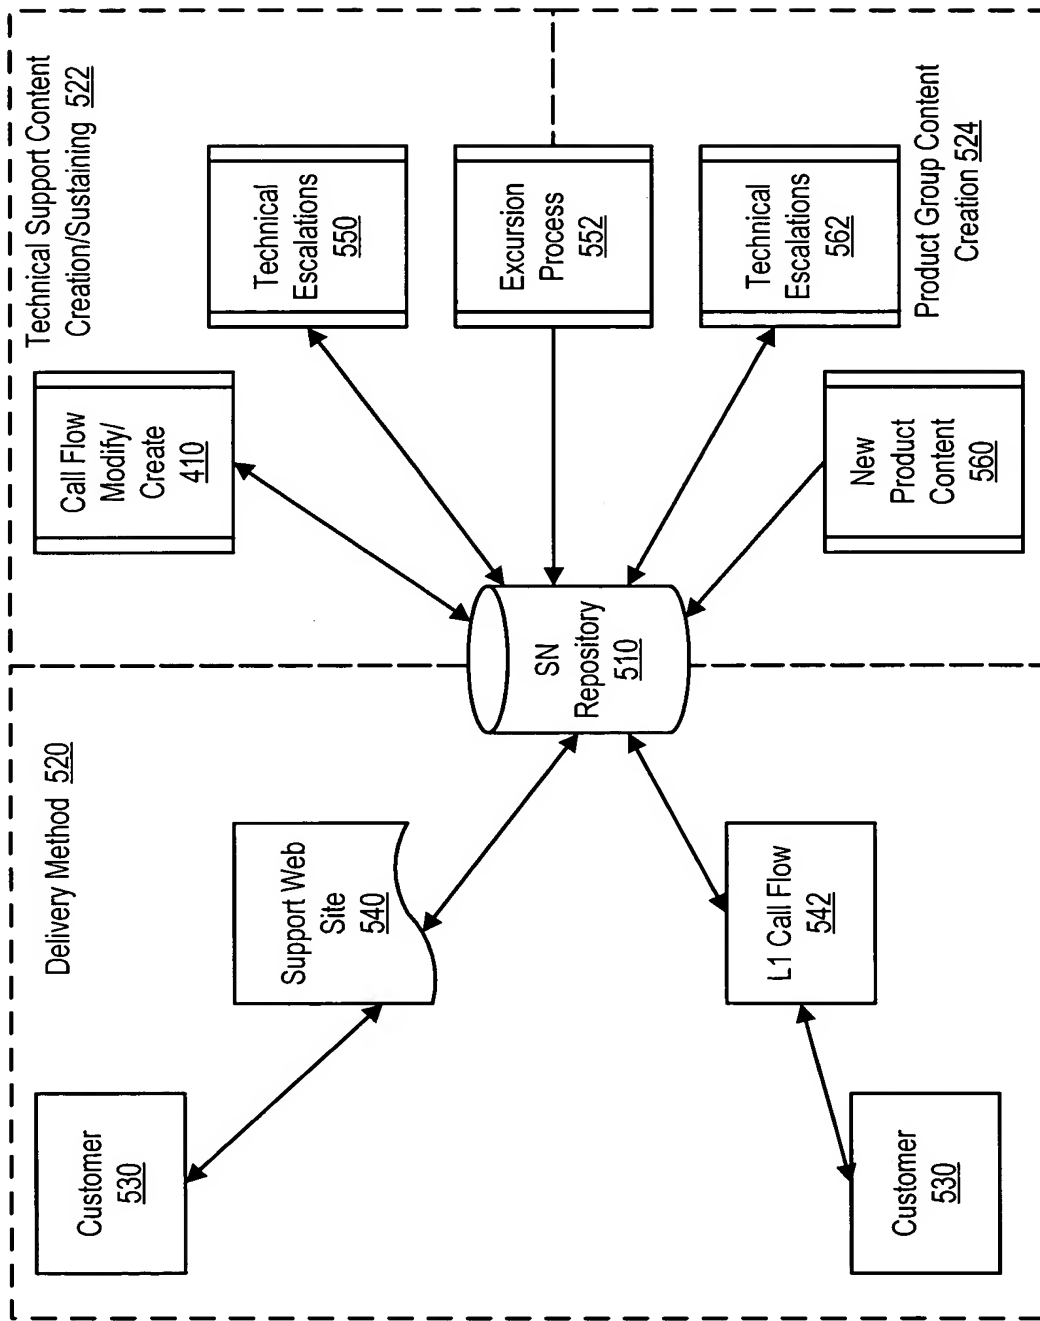 Delivery Method 520
Technical Support Content
Creation/Sustaining 522
Customer
530
Support Web
Site
540
Call Flow
Modify/
Create
410
Technical
Escalations
550
SN
Repository
510
Excursion
Process
552
Customer
530
L1 Call Flow
542
Technical
Escalations
562
New
Product
Content
560
Product Group Content
Creation 524